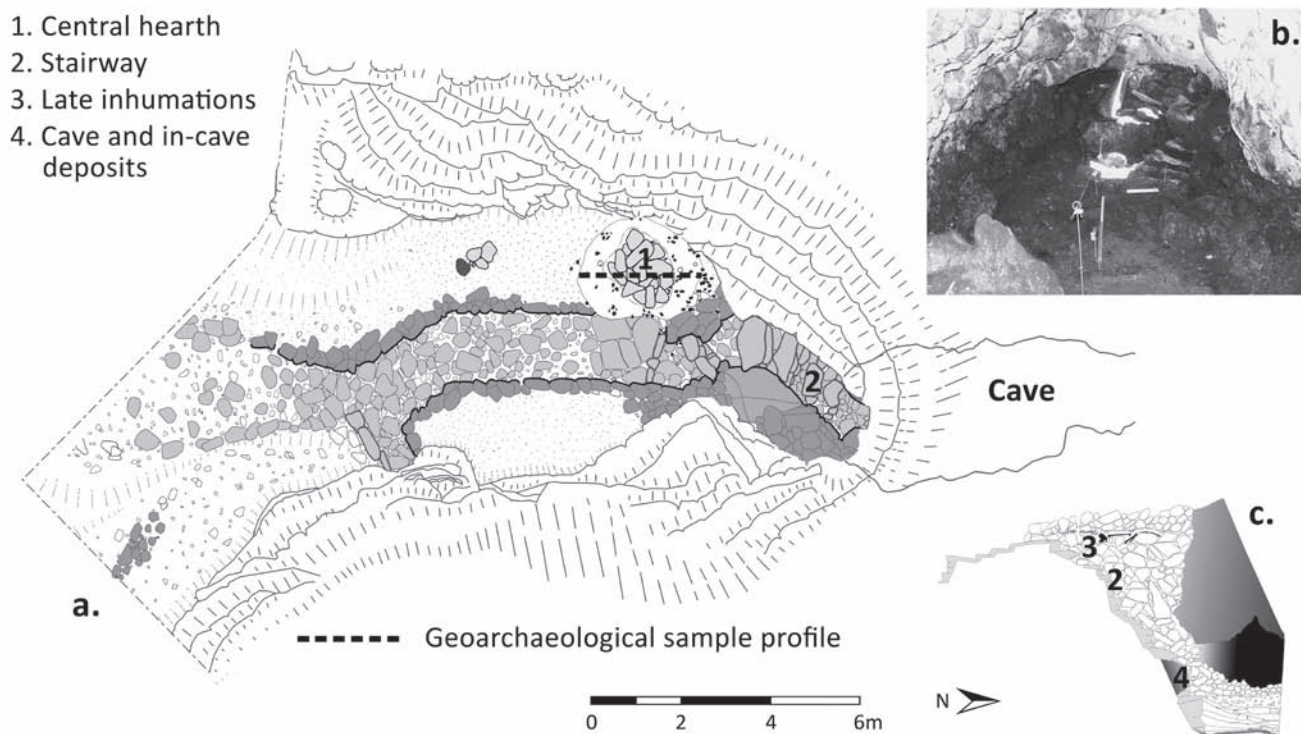 1. Central hearth
2. Stairway
3. Late inhumations
4. Cave and in-cave
deposits
b.
1
2
Cave
c.
3
2
4
a.
Geoarchaeological sample profile
0 2 4 6m
N